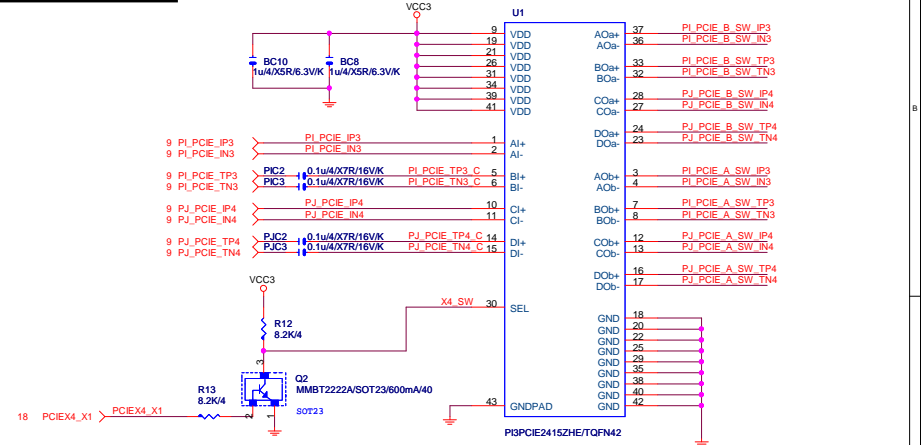 VCC3
U1
BC10
1u/4/X5R/6.3V/K
BC8
1u/4/X5R/6.3V/K
9 VDD
19 VDD
21 VDD
26 VDD
31 VDD
34 VDD
39 VDD
41 VDD
AOa+ 37 PI_PCIE_B_SW_IP3
AOa- 36 PI_PCIE_B_SW_IN3
BOa+ 33 PI_PCIE_B_SW_TP3
BOa- 32 PI_PCIE_B_SW_TN3
COa+ 28 PJ_PCIE_B_SW_IP4
COa- 27 PJ_PCIE_B_SW_IN4
DOa+ 24 PJ_PCIE_B_SW_TP4
DOa- 23 PJ_PCIE_B_SW_TN4
B
9 PI_PCIE_IP3 PI_PCIE_IP3 1 AI+
9 PI_PCIE_IN3 PI_PCIE_IN3 2 AI-
9 PI_PCIE_TP3 PIC2 0.1u/4/X7R/16V/K PI_PCIE_TP3_C 5 BI+
9 PI_PCIE_TN3 PIC3 0.1u/4/X7R/16V/K PI_PCIE_TN3_C 6 BI-
9 PJ_PCIE_IP4 PJ_PCIE_IP4 10 CI+
9 PJ_PCIE_IN4 PJ_PCIE_IN4 11 CI-
9 PJ_PCIE_TP4 PJC2 0.1u/4/X7R/16V/K PJ_PCIE_TP4_C 14 DI+
9 PJ_PCIE_TN4 PJC3 0.1u/4/X7R/16V/K PJ_PCIE_TN4_C 15 DI-
AOb+ 3 PI_PCIE_A_SW_IP3
AOb- 4 PI_PCIE_A_SW_IN3
BOb+ 7 PI_PCIE_A_SW_TP3
BOb- 8 PI_PCIE_A_SW_TN3
COb+ 12 PJ_PCIE_A_SW_IP4
COb- 13 PJ_PCIE_A_SW_IN4
DOb+ 16 PJ_PCIE_A_SW_TP4
DOb- 17 PJ_PCIE_A_SW_TN4
VCC3
X4_SW 30 SEL
R12
8.2K/4
GND 18
GND 20
GND 22
GND 25
GND 29
GND 35
GND 38
GND 40
GND 42
3
Q2
MMBT2222A/SOT23/600mA/40
SOT23
2
1
R13
8.2K/4
18 PCIEX4_X1 PCIEX4_X1
43 GNDPAD
PI3PCIE2415ZHE/TQFN42